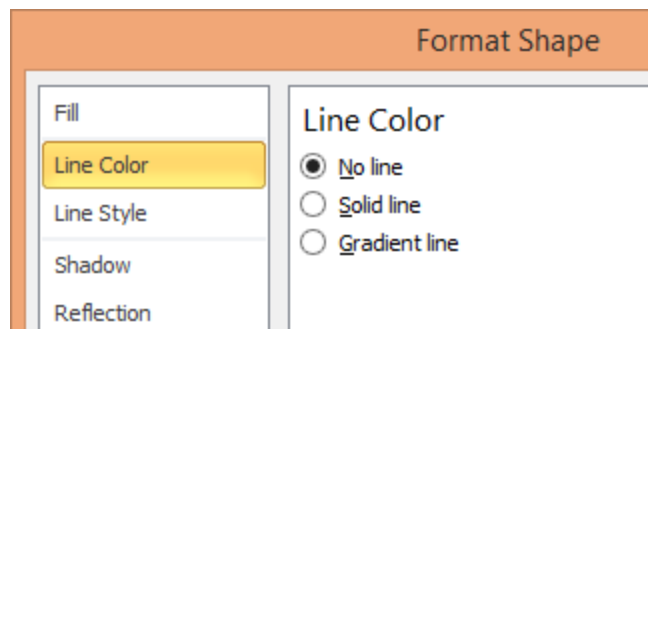 Format Shape
Fill
Line Color
Line Style
Shadow
Reflection
Line Color
No line
Solid line
Gradient line